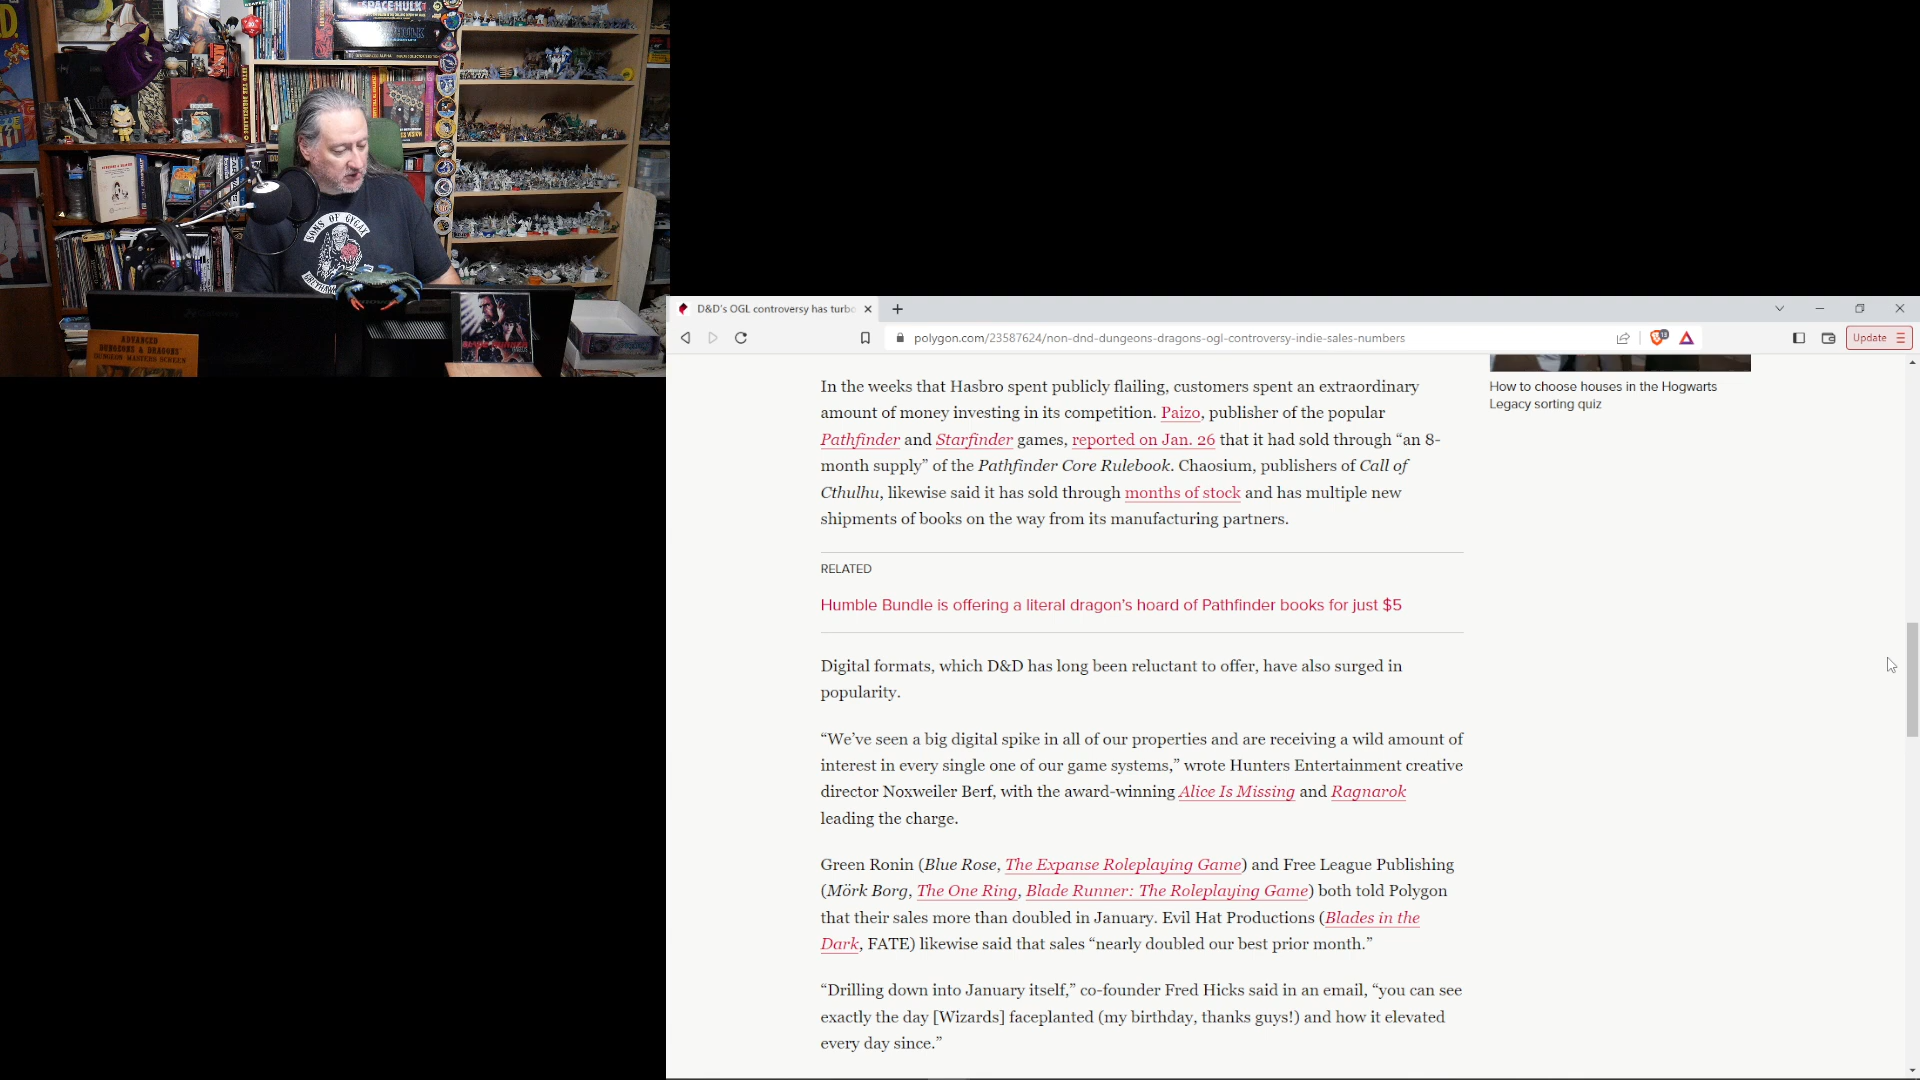 SPACE HULK
SONS OF GYGAX
ADVANCED
DUNGEONS & DRAGONS
DUNGEON MASTERS SCREEN
D&D's OGL controversy has turbo
polygon.com/23587624/non-dnd-dungeons-dragons-ogl-controversy-indie-sales-numbers
Update
In the weeks that Hasbro spent publicly flailing, customers spent an extraordinary
amount of money investing in its competition. Paizo, publisher of the popular
Pathfinder and Starfinder games, reported on Jan. 26 that it had sold through “an 8-
month supply” of the Pathfinder Core Rulebook. Chaosium, publishers of Call of
Cthulhu, likewise said it has sold through months of stock and has multiple new
shipments of books on the way from its manufacturing partners.
How to choose houses in the Hogwarts
Legacy sorting quiz
RELATED
Humble Bundle is offering a literal dragon’s hoard of Pathfinder books for just $5
Digital formats, which D&D has long been reluctant to offer, have also surged in
popularity.
“We’ve seen a big digital spike in all of our properties and are receiving a wild amount of
interest in every single one of our game systems,” wrote Hunters Entertainment creative
director Noxweiler Berf, with the award-winning Alice Is Missing and Ragnarok
leading the charge.
Green Ronin (Blue Rose, The Expanse Roleplaying Game) and Free League Publishing
(Mörk Borg, The One Ring, Blade Runner: The Roleplaying Game) both told Polygon
that their sales more than doubled in January. Evil Hat Productions (Blades in the
Dark, FATE) likewise said that sales “nearly doubled our best prior month.”
“Drilling down into January itself,” co-founder Fred Hicks said in an email, “you can see
exactly the day [Wizards] faceplanted (my birthday, thanks guys!) and how it elevated
every day since.”